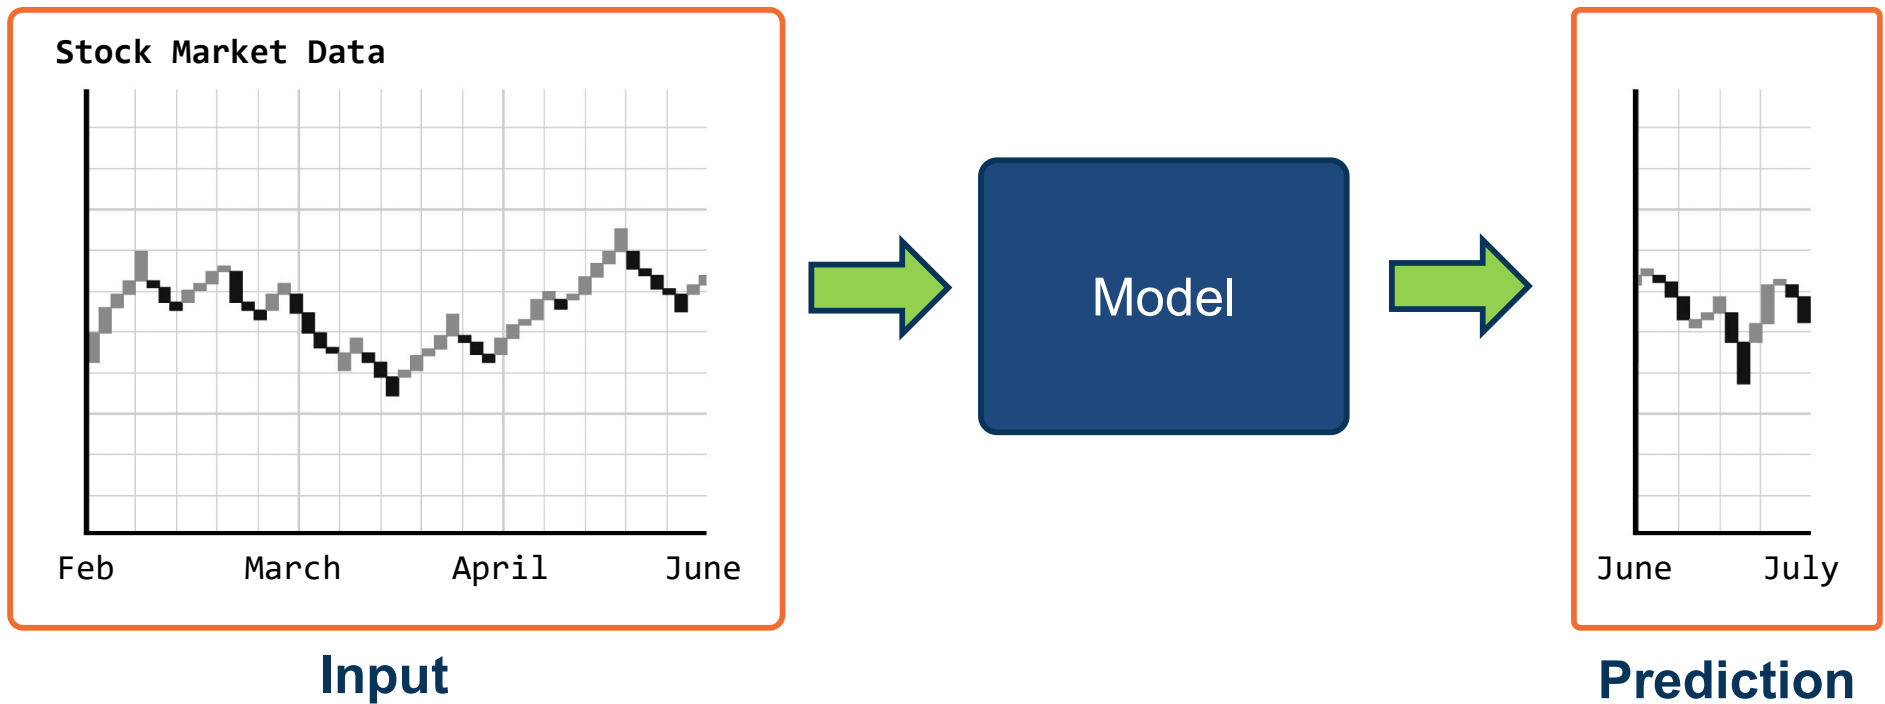 Stock Market Data
Feb March April June
Input
Model
June July
Prediction